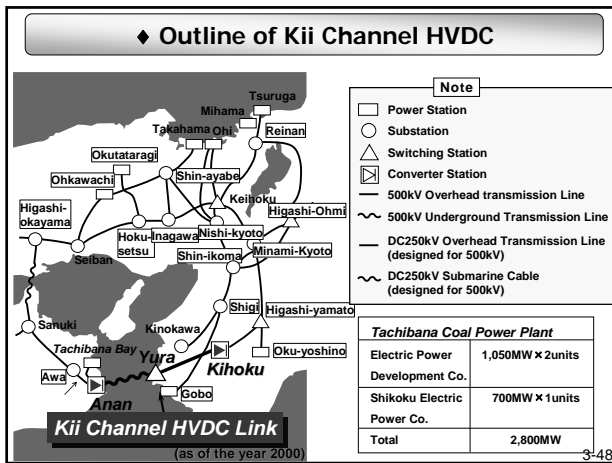 ♦ Outline of Kii Channel HVDC
Tsuruga
Mihama
Takahama Ohi
Reinan
Okutataragi
Ohkawachi
Shin-ayabe
Keihoku
Higashi-Ohmi
Higashi-
okayama
Hoku-
setsu
Inagawa
Nishi-kyoto
Seiban
Shin-ikoma
Minami-Kyoto
Sanuki
Shigi
Higashi-yamato
Kinokawa
Tachibana Bay
Yura
Oku-yoshino
Awa
Kihoku
Anan
Gobo
Kii Channel HVDC Link
(as of the year 2000)
Note
Power Station
Substation
Switching Station
Converter Station
500kV Overhead transmission Line
500kV Underground Transmission Line
DC250kV Overhead Transmission Line
(designed for 500kV)
DC250kV Submarine Cable
(designed for 500kV)
Tachibana Coal Power Plant
Electric Power 1,050MW × 2units
Development Co.
Shikoku Electric 700MW × 1units
Power Co.
Total 2,800MW
3-48